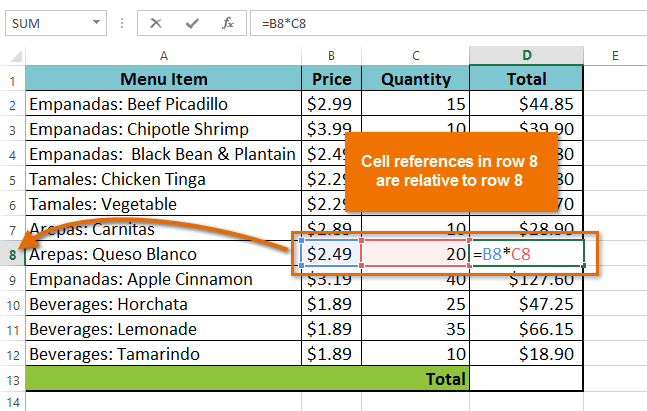 SUM =B8*C8
A B C D E
1 Menu Item Price Quantity Total
2 Empanadas: Beef Picadillo $2.99 15 $44.85
3 Empanadas: Chipotle Shrimp $3.99 10 $39.90
4 Empanadas: Black Bean & Plantain
5 Tamales: Chicken Tinga
6 Tamales: Vegetable
Cell references in row 8
are relative to row 8
7 Arepas: Carnitas $2.89 10 $28.90
8 Arepas: Queso Blanco $2.49 20 =B8*C8
9 Empanadas: Apple Cinnamon $3.19 40 $127.60
10 Beverages: Horchata $1.89 25 $47.25
11 Beverages: Lemonade $1.89 35 $66.15
12 Beverages: Tamarindo $1.89 10 $18.90
13 Total
14